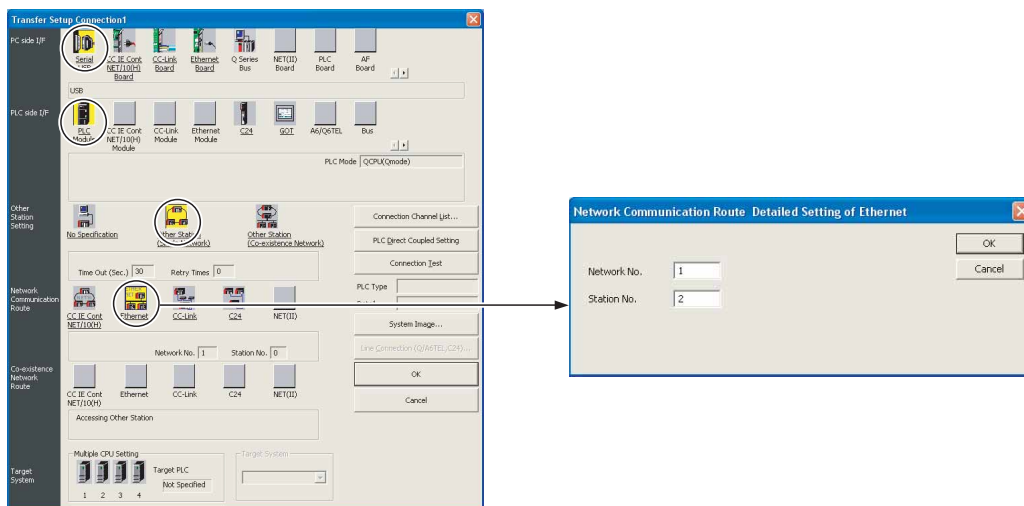 Transfer Setup Connection1
PC side I/F
Serial
USB
CC IE Cont
NET/10(H)
Board
CC-Link
Board
Ethernet
Board
Q Series
Bus
NET(II)
Board
PLC
Board
AF
Board
USB
PLC side I/F
PLC
Module
CC IE Cont
NET/10(H)
Module
CC-Link
Module
Ethernet
Module
C24
GOT
A6/Q6TEL
Bus
PLC Mode QCPU(Qmode)
Other
Station
Setting
No Specification
Other Station
(Single Network)
Other Station
(Co-existence Network)
Time Out (Sec.) 30 Retry Times 0
Connection Channel List...
PLC Direct Coupled Setting
Connection Test
PLC Type
Network
Communication
Route
CC IE Cont
NET/10(H)
Ethernet
CC-Link
C24
NET(II)
System Image...
Line Connection (Q/A6TEL,C24)...
Network No. 1 Station No. 0
OK
Cancel
Co-existence
Network
Route
CC IE Cont
NET/10(H)
Ethernet
CC-Link
C24
NET(II)
Accessing Other Station
Target
System
Multiple CPU Setting
1 2 3 4
Target PLC
Not Specified
Target System
Network Communication Route Detailed Setting of Ethernet
Network No. 1
Station No. 2
OK
Cancel